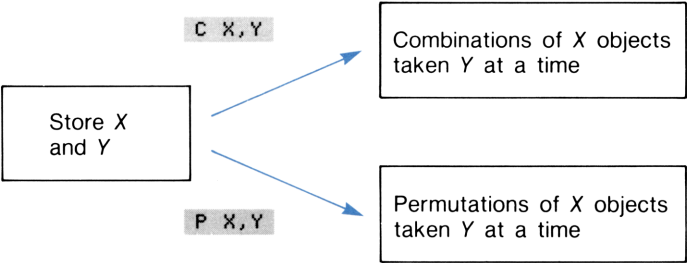 C X,Y
Combinations of X objects
taken Y at a time
Store X
and Y
P X,Y
Permutations of X objects
taken Y at a time